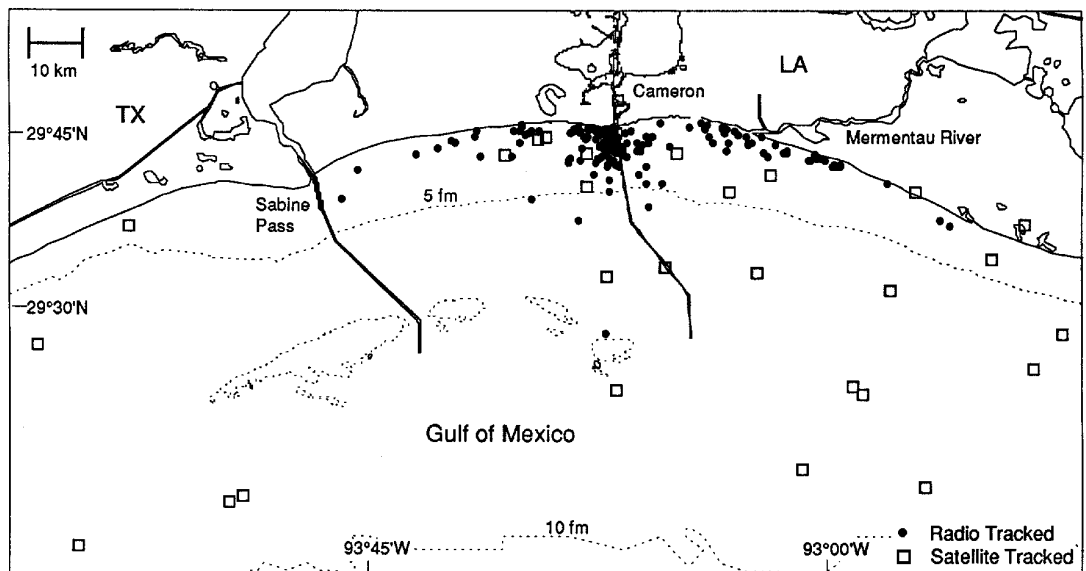 10 km
TX
LA
Cameron
29°45'N
Mermentau River
Sabine
Pass
5 fm
29°30'N
Gulf of Mexico
10 fm
93°45'W
93°00'W
Radio Tracked
Satellite Tracked